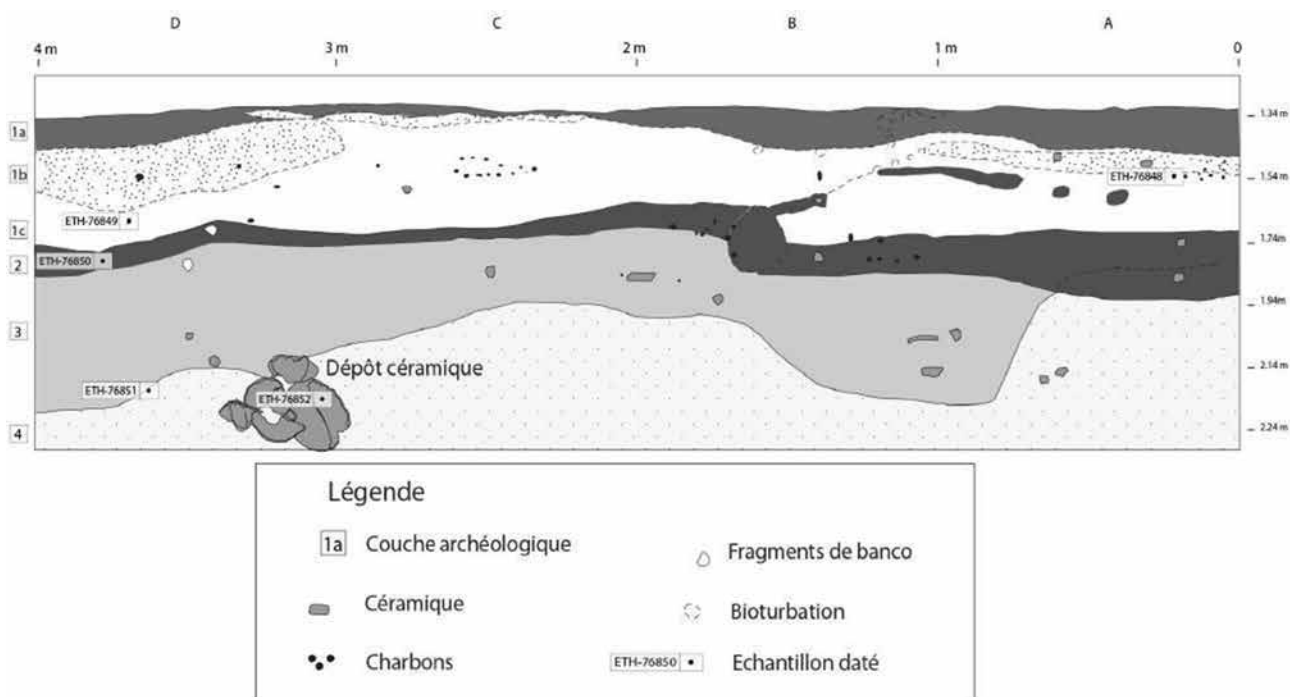 D C B A
4 m 3 m 2 m 1 m 0
1a 1.34 m
1b ETH-76848 1.54 m
ETH-76849
1c 1.74 m
ETH-76850
2
1.94m
3
Dépôt céramique 2.14 m
ETH-76851
ETH-76852
4 2.24 m
Légende
1a Couche archéologique
Fragments de banco
Céramique
Bioturbation
Charbons
ETH-76850 Echantillon daté